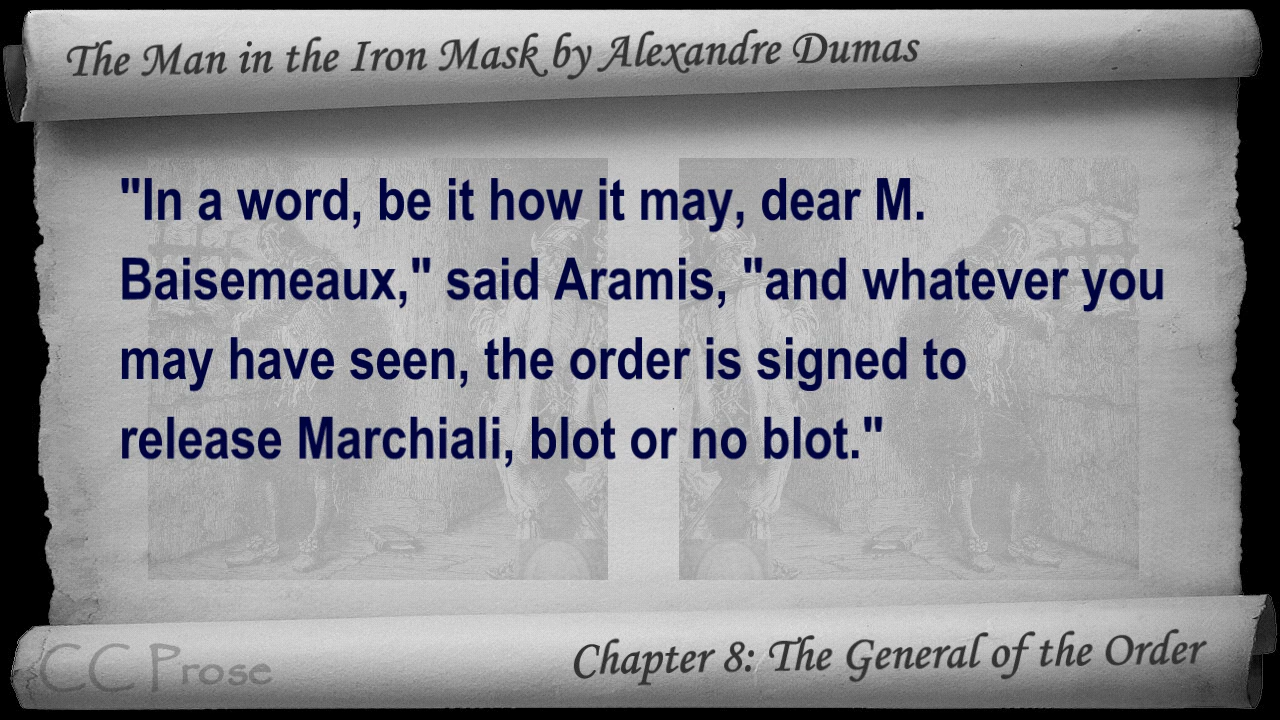 The Man in the Iron Mask by Alexandre Dumas
"In a word, be it how it may, dear M.
Baisemeaux," said Aramis, "and whatever you
may have seen, the order is signed to
release Marchiali, blot or no blot."
CC Prose
Chapter 8: The General of the Order